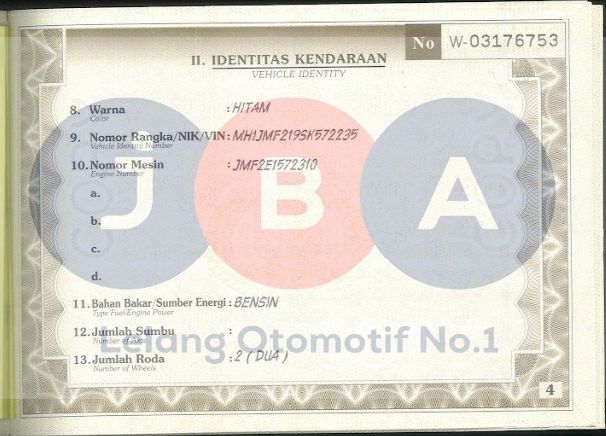 No W-03176753
II. IDENTITAS KENDARAAN
VEHICLE IDENTITY
8. Warna : HITAM
Color
9. Nomor Rangka/NIK/VIN : MH1JMF219SK572235
Vehicle Identity Number
10. Nomor Mesin : JMF2E1572310
Engine Number
a.
b.
c.
d.
J B A
11. Bahan Bakar/Sumber Energi : BENSIN
Type Fuel/Engine Power
12. Jumlah Sumbu :
Number of Axis
Lelang Otomotif No.1
13. Jumlah Roda : 2 (DUA)
Number of Wheels
4